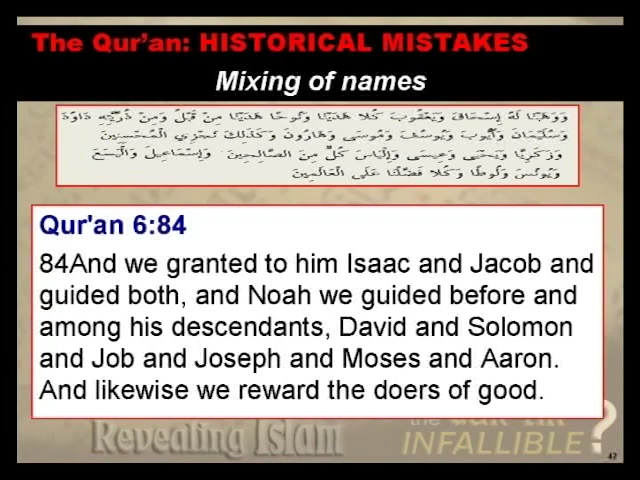 The Qur'an: HISTORICAL MISTAKES
Mixing of names
وَوَهَبْنَا لَهُ إِسْحَاقَ وَيَعْقُوبَ كُلًّا هَدَيْنَا وَنُوحًا هَدَيْنَا مِنْ قَبْلُ وَمِنْ ذُرِّيَّتِهِ دَاوُدَ
وَسُلَيْمَانَ وَأَيُّوبَ وَيُوسُفَ وَمُوسَى وَهَارُونَ وَكَذَلِكَ نَجْزِي الْمُحْسِنِينَ
وَزَكَرِيَّا وَيَحْيَى وَعِيسَى وَإِلْيَاسَ كُلٌّ مِنَ الصَّالِحِينَ وَإِسْمَاعِيلَ وَالْيَسَعَ
وَيُونُسَ وَلُوطًا وَكُلًّا فَضَّلْنَا عَلَى الْعَالَمِينَ
Qur'an 6:84
84And we granted to him Isaac and Jacob and
guided both, and Noah we guided before and
among his descendants, David and Solomon
and Job and Joseph and Moses and Aaron.
And likewise we reward the doers of good.
the
Revealing Islam INFALLIBLE?